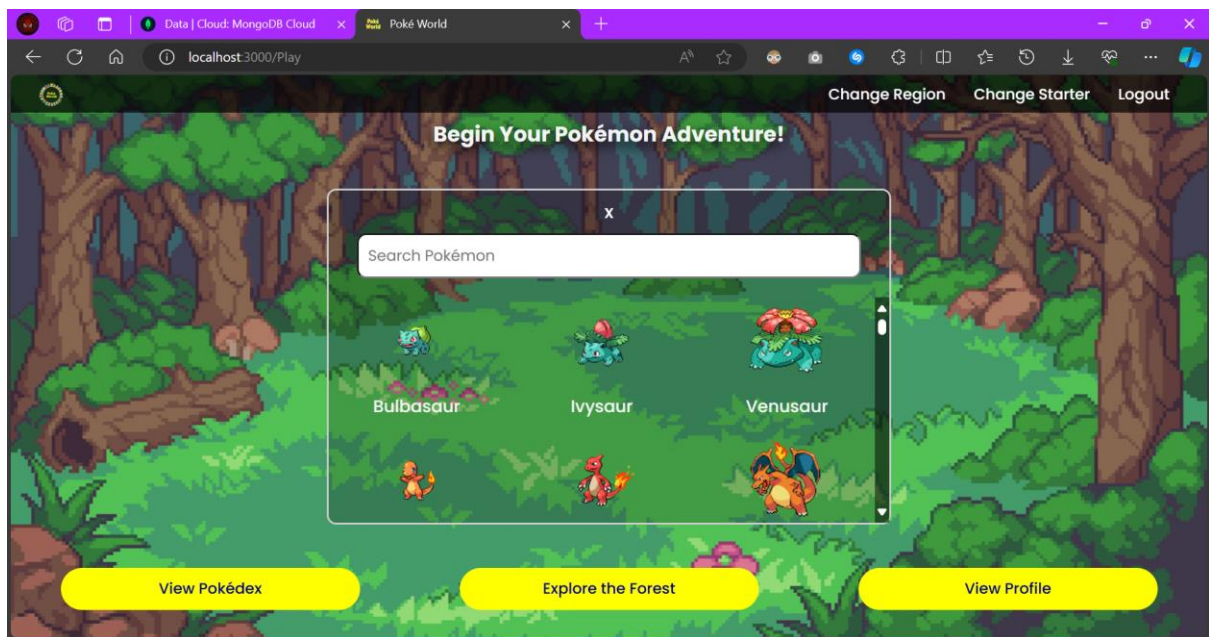 Data | Cloud: MongoDB Cloud
Poké World
localhost:3000/Play
Change Region Change Starter Logout
Begin Your Pokémon Adventure!
x
Search Pokémon
Bulbasaur Ivysaur Venusaur
View Pokédex Explore the Forest View Profile